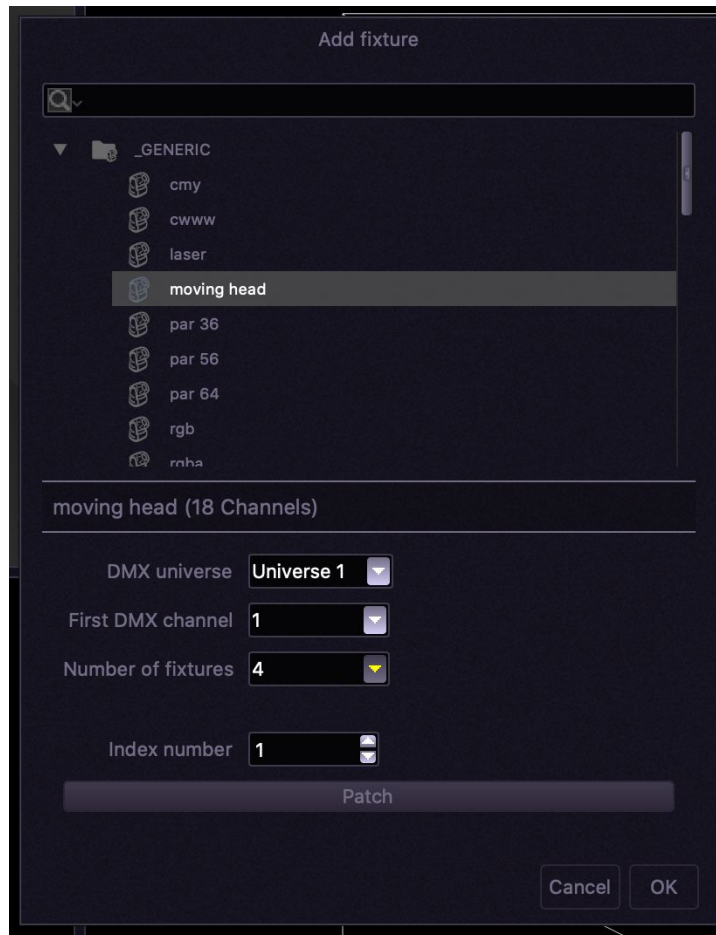 Add fixture
_GENERIC
cmy
cwww
laser
moving head
par 36
par 56
par 64
rgb
rgba
moving head (18 Channels)
DMX universe Universe 1
First DMX channel 1
Number of fixtures 4
Index number 1
Patch
Cancel OK